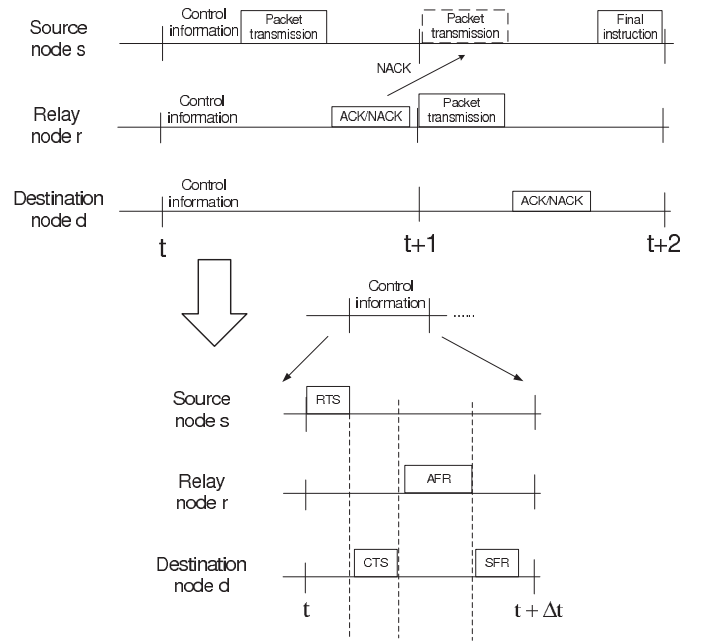 Source
node s
Control
information
Packet
transmission
Packet
transmission
Final
instruction
NACK
Relay
node r
Control
information
ACK/NACK
Packet
transmission
Destination
node d
Control
information
ACK/NACK
t
t+1
t+2
Control
information
......
Source
node s
RTS
Relay
node r
AFR
Destination
node d
CTS
SFR
t
t + Δt